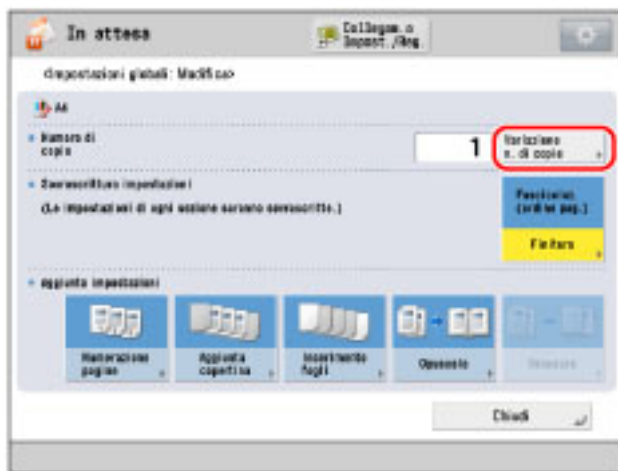 In attesa
Collegam.a
Impost./Reg.
<Impostazioni globali: Modifica>
A4
Numero di
copie
1
Variazione
n. di copie
Sovrascrittura impostazioni
(Le impostazioni di ogni sezione saranno sovrascritte.)
Fascicolaz.
(ordine pag.)
Finitura
Aggiunta impostazioni
Numerazione
pagine
Aggiunta
copertina
Inserimento
fogli
Opuscolo
Chiudi